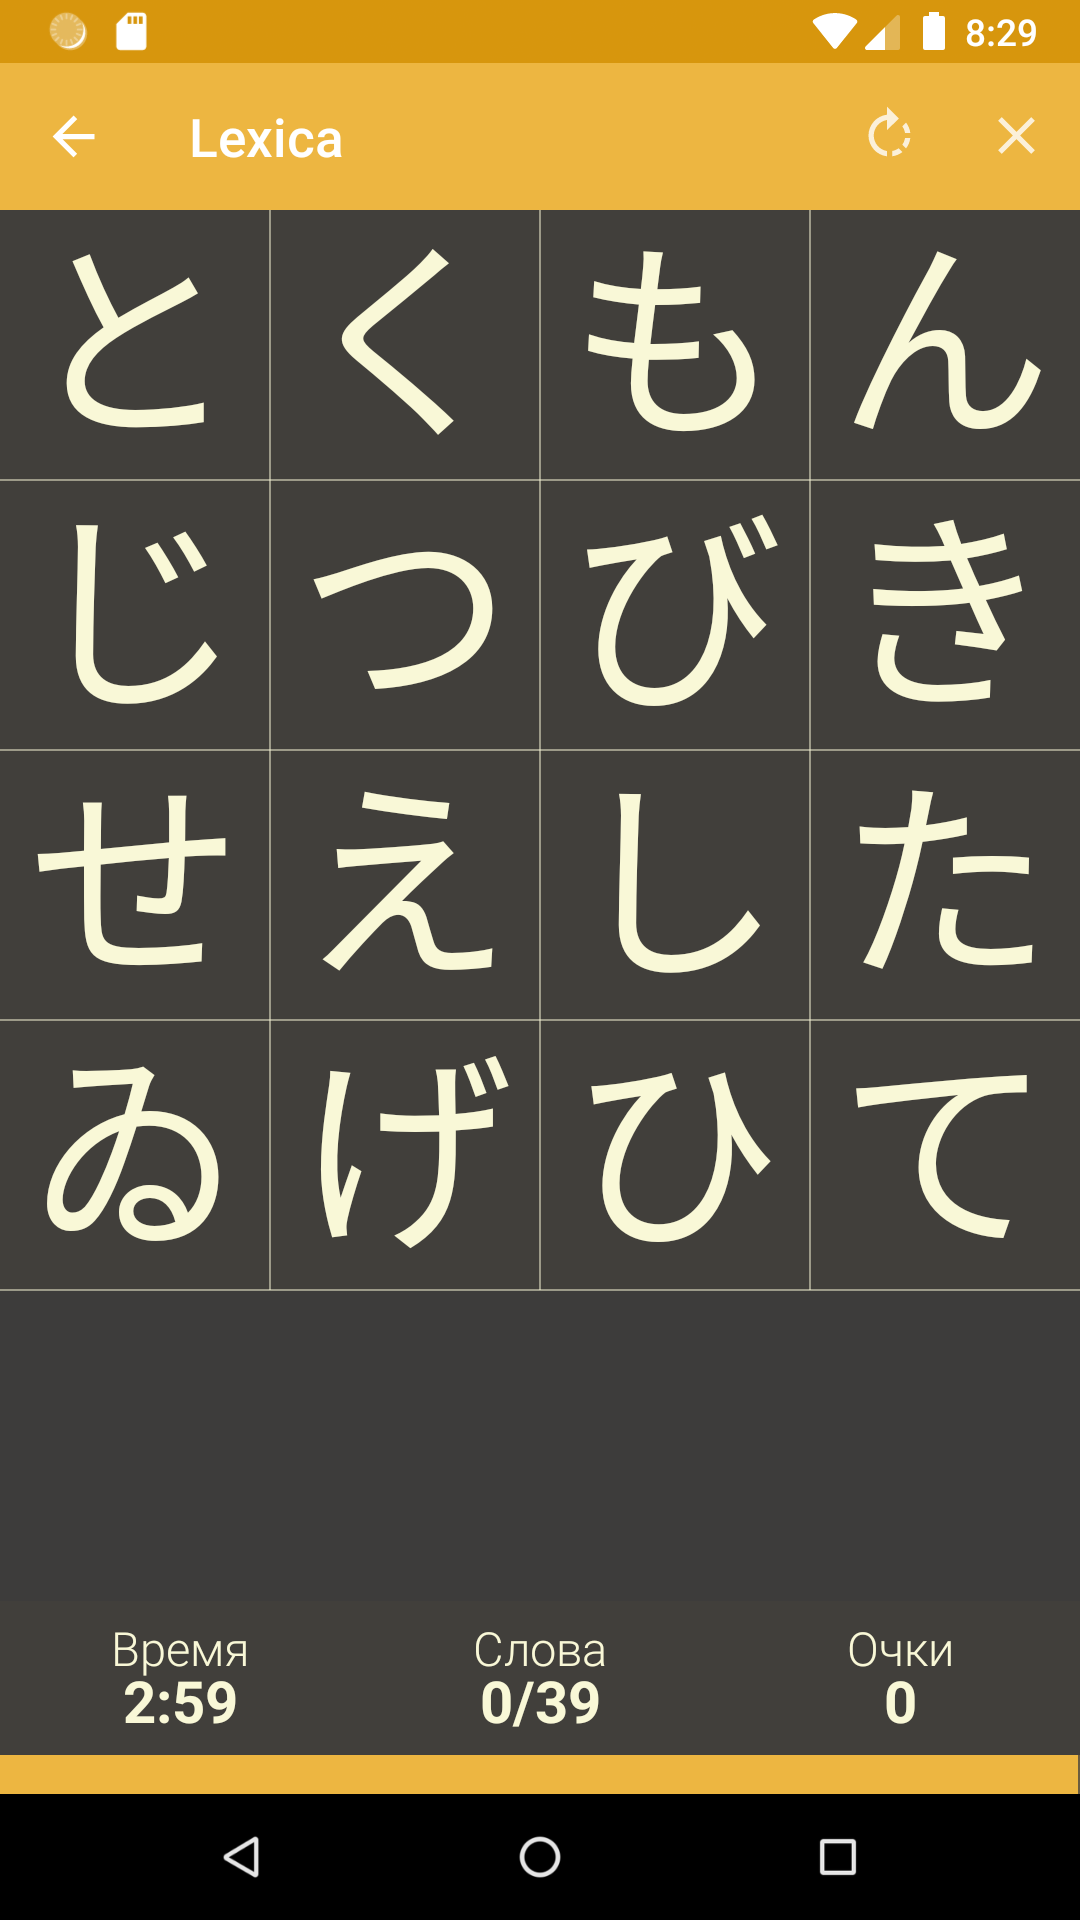 8:29
Lexica
と く も ん
じ つ び き
せ え し た
ゐ げ ひ て
Время Слова Очки
2:59 0/39 0